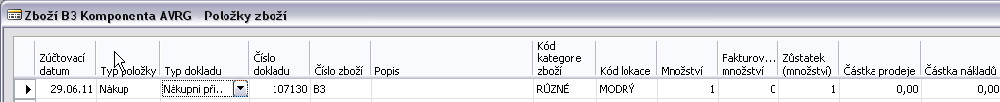 Zboží B3 Komponenta AVRG - Položky zboží
Zúčtovací datum Typ položky Typ dokladu Číslo dokladu Číslo zboží Popis Kód kategorie zboží Kód lokace Množství Fakturov... množství Zůstatek (množství) Částka prodeje Částka nákladů
29.06.11 Nákup Nákupní pří... 107130 B3 RŮZNÉ MODRÝ 1 0 1 0,00 0,00